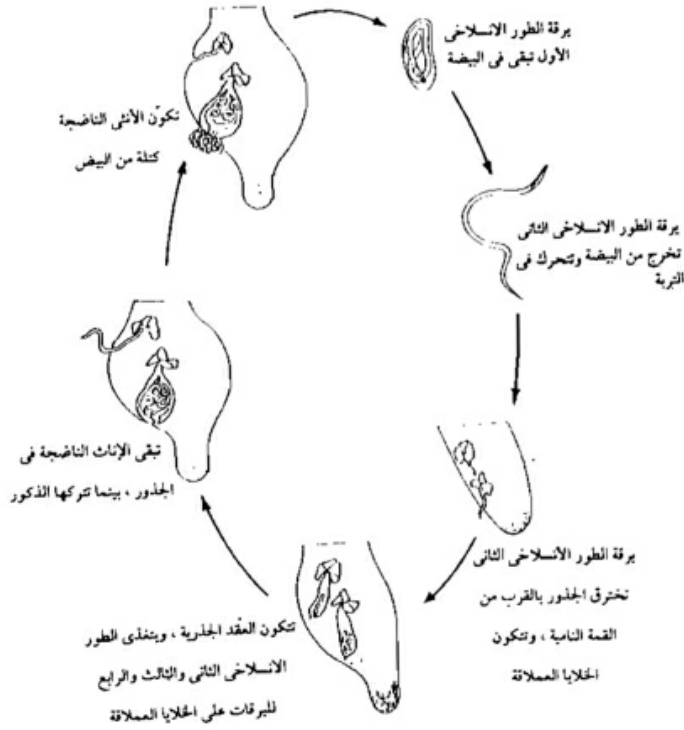 يرقة الطور الانسلاخى
الأول تبقى فى البيضة
يرقة الطور الانسلاخى الثانى
تخرج من البيضة وتتحرك فى
التربة
يرقة الطور الانسلاخى الثانى
تخترق الجذور بالقرب من
القمة النامية ، وتتكون
الخلايا العملاقة
تتكون العقد الجذرية ، ويتغذى الطور
الانسلاخى الثانى والثالث والرابع
لليرقات على الخلايا العملاقة
تبقى الإناث الناضجة فى
الجذور ، بينما تتركها الذكور
تكوّن الأنثى الناضجة
كتلة من البيض